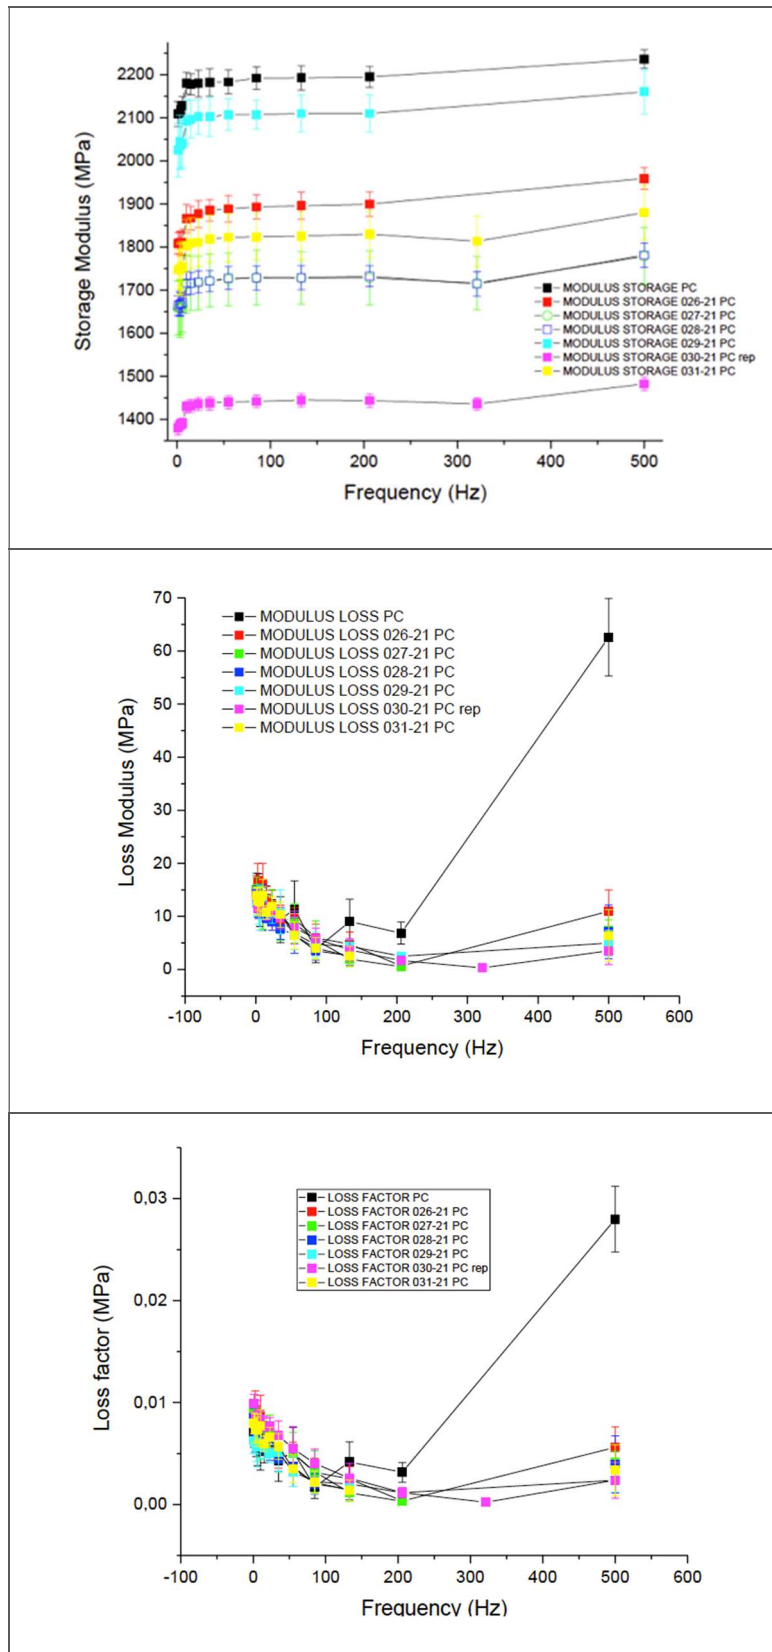 2200
2100
2000
1900
1800
1700
1600
1500
1400
Storage Modulus (MPa)
MODULUS STORAGE PC
MODULUS STORAGE 026-21 PC
MODULUS STORAGE 027-21 PC
MODULUS STORAGE 028-21 PC
MODULUS STORAGE 029-21 PC
MODULUS STORAGE 030-21 PC rep
MODULUS STORAGE 031-21 PC
0 100 200 300 400 500
Frequency (Hz)
70
60
50
40
30
20
10
0
Loss Modulus (MPa)
MODULUS LOSS PC
MODULUS LOSS 026-21 PC
MODULUS LOSS 027-21 PC
MODULUS LOSS 028-21 PC
MODULUS LOSS 029-21 PC
MODULUS LOSS 030-21 PC rep
MODULUS LOSS 031-21 PC
-100 0 100 200 300 400 500 600
Frequency (Hz)
0,03
0,02
0,01
0,00
Loss factor (MPa)
LOSS FACTOR PC
LOSS FACTOR 026-21 PC
LOSS FACTOR 027-21 PC
LOSS FACTOR 028-21 PC
LOSS FACTOR 029-21 PC
LOSS FACTOR 030-21 PC rep
LOSS FACTOR 031-21 PC
-100 0 100 200 300 400 500 600
Frequency (Hz)